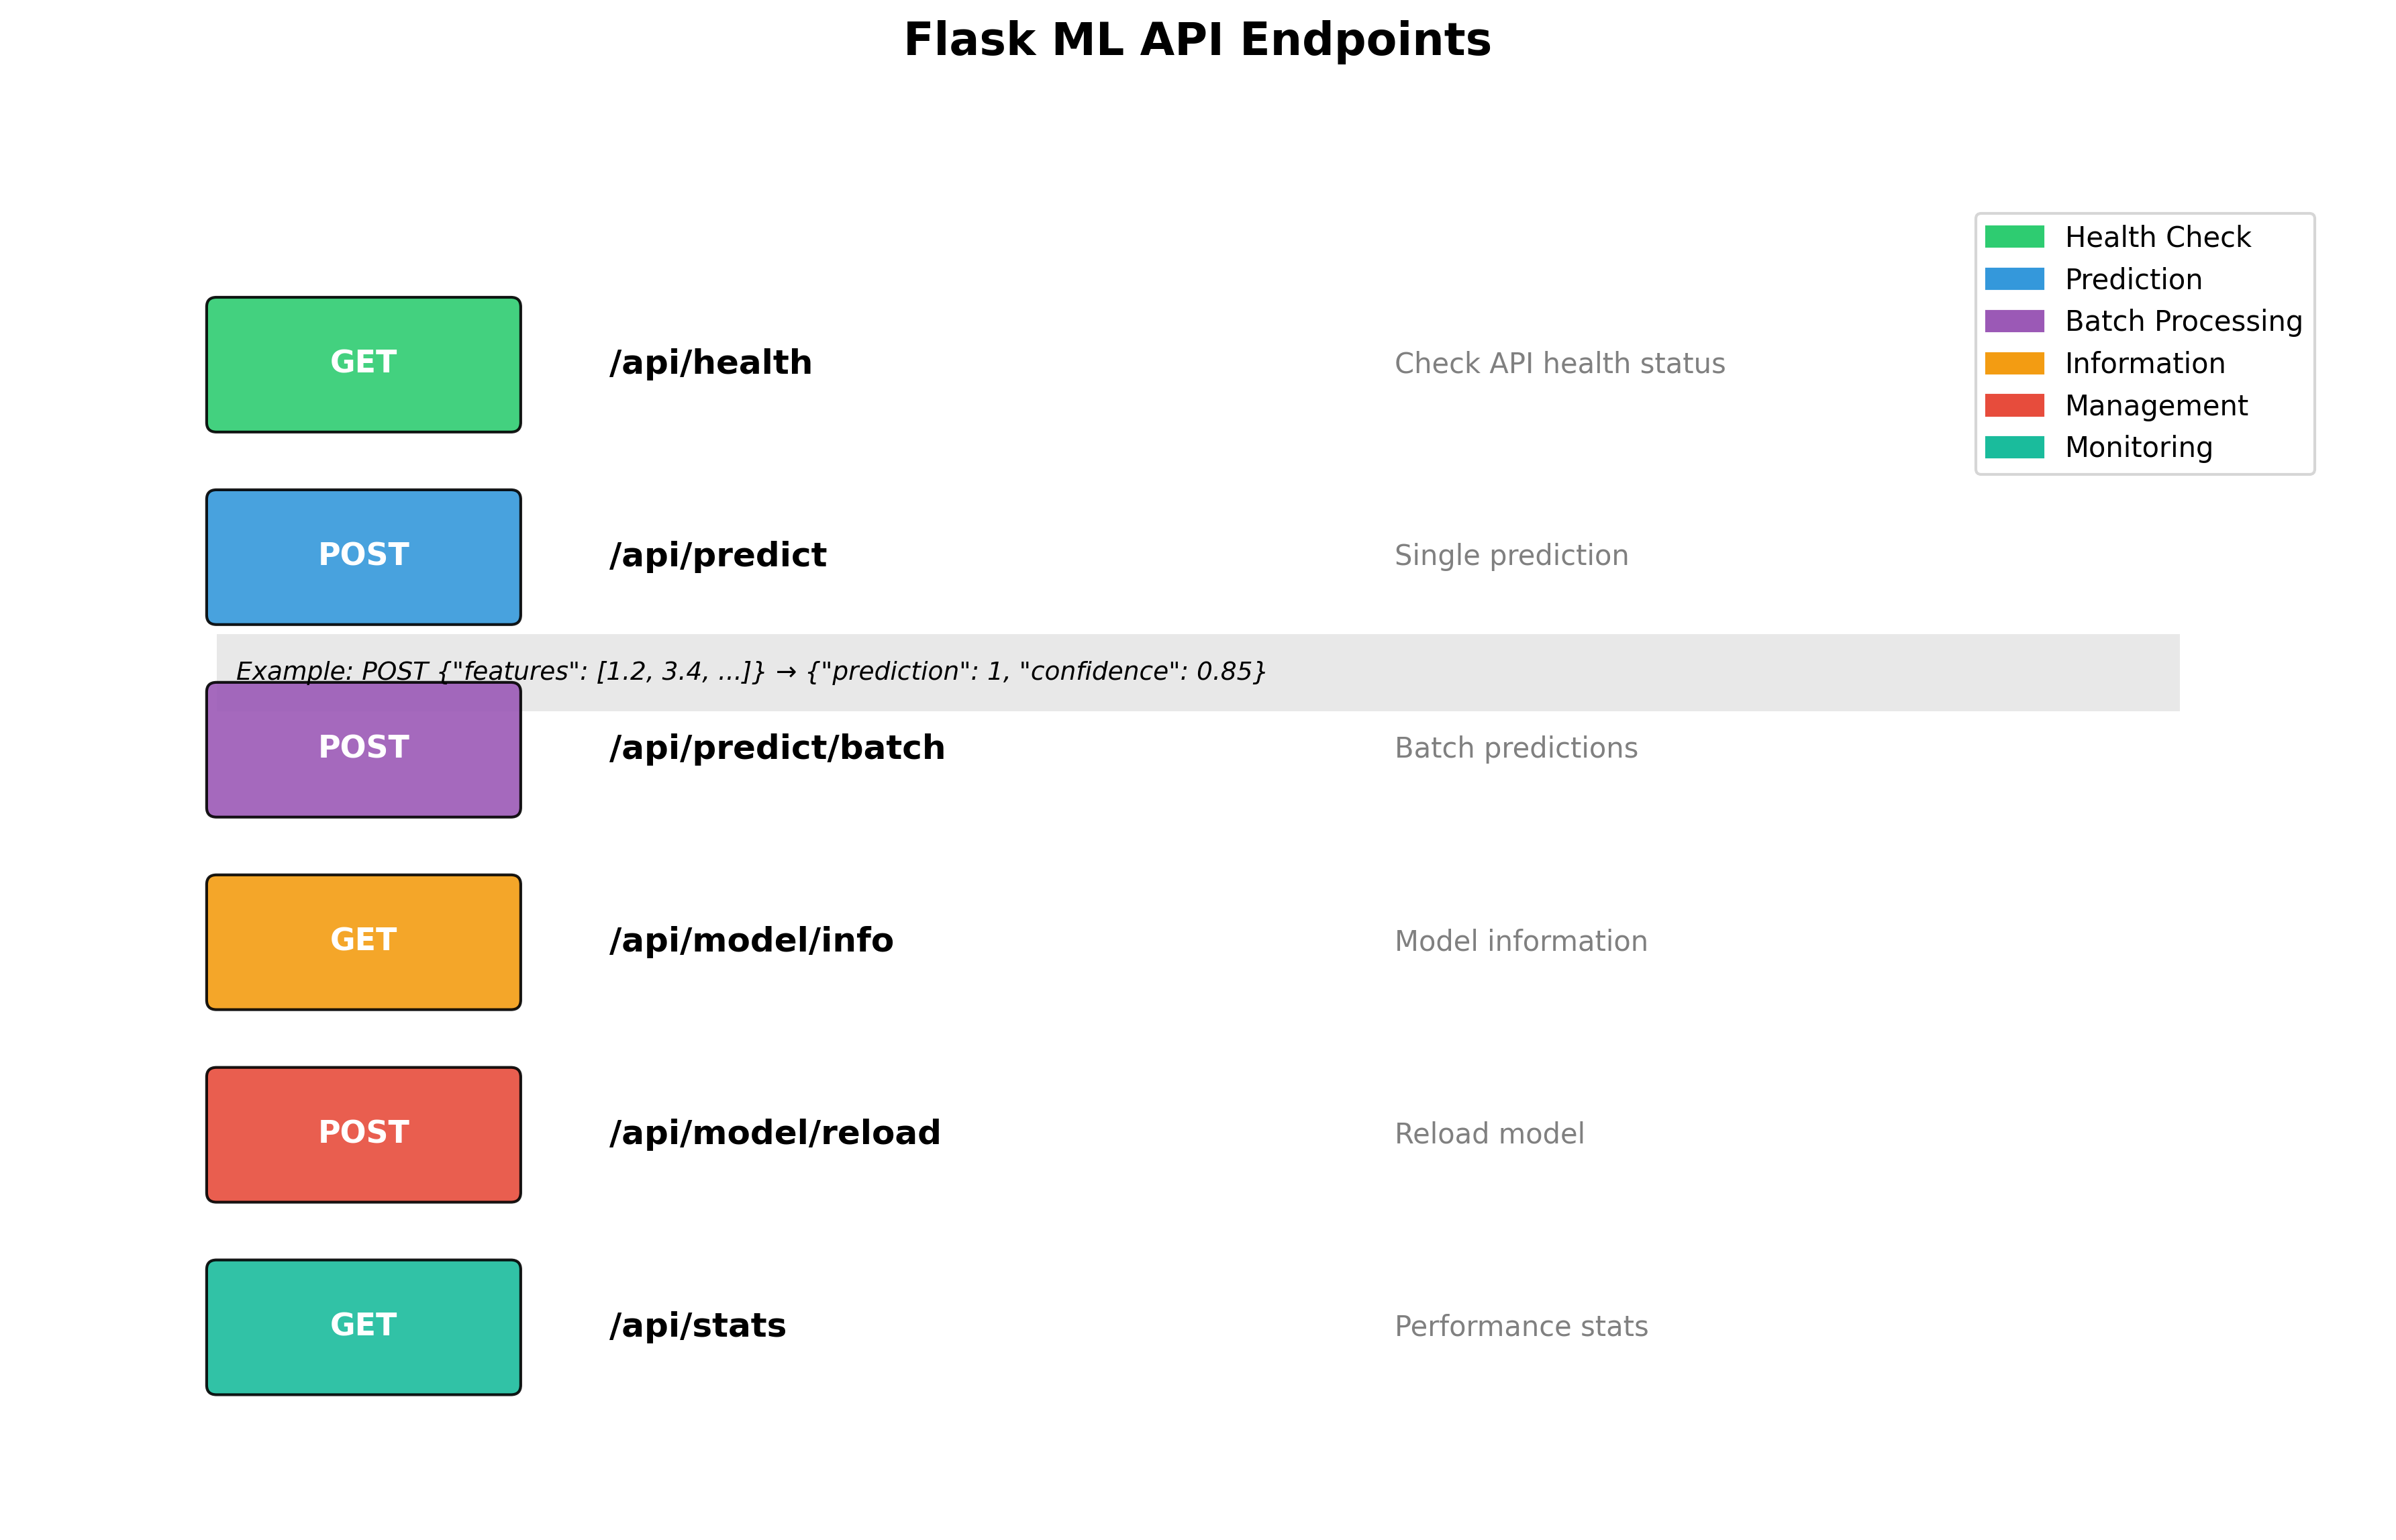 Flask ML API Endpoints
Health Check
Prediction
Batch Processing
Information
Management
Monitoring
GET /api/health Check API health status
POST /api/predict Single prediction
Example: POST {"features": [1.2, 3.4, ...]} → {"prediction": 1, "confidence": 0.85}
POST /api/predict/batch Batch predictions
GET /api/model/info Model information
POST /api/model/reload Reload model
GET /api/stats Performance stats